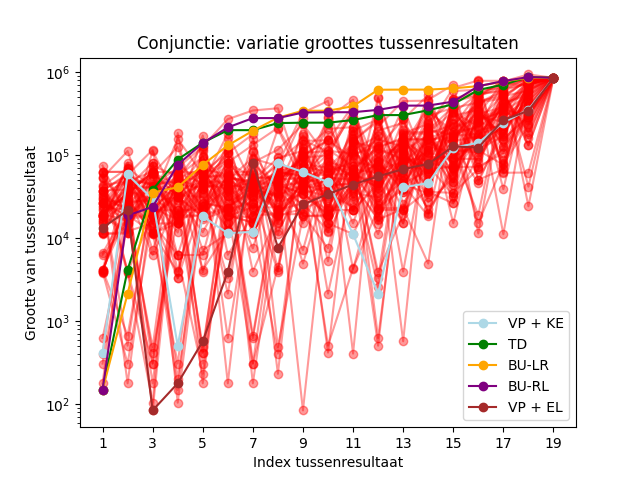 Conjunctie: variatie groottes tussenresultaten
Grootte van tussenresultaat
10^6
10^5
10^4
10^3
10^2
VP + KE
TD
BU-LR
BU-RL
VP + EL
1 3 5 7 9 11 13 15 17 19
Index tussenresultaat